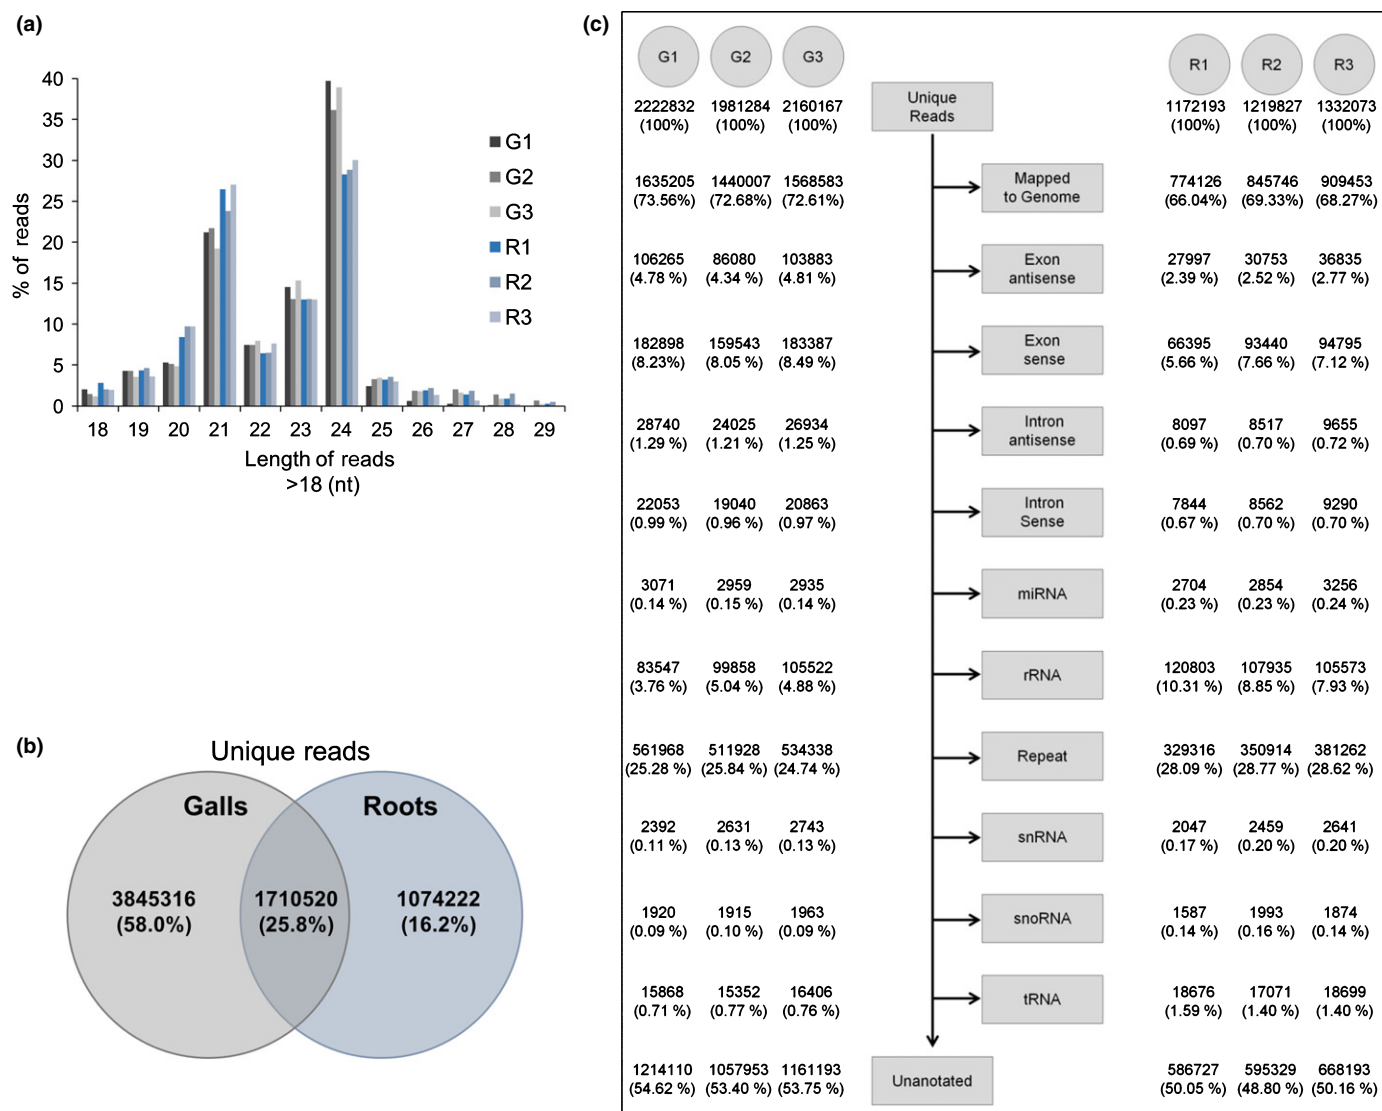 (a)
40
35
30
25
20
15
10
5
0
% of reads
18 19 20 21 22 23 24 25 26 27 28 29
Length of reads
>18 (nt)
G1
G2
G3
R1
R2
R3
(b)
Unique reads
Galls
Roots
3845316
(58.0%)
1710520
(25.8%)
1074222
(16.2%)
(c)
G1 G2 G3
R1 R2 R3
2222832 1981284 2160167
(100%) (100%) (100%)
Unique
Reads
1172193 1219827 1332073
(100%) (100%) (100%)
1635205 1440007 1568583
(73.56%) (72.68%) (72.61%)
Mapped
to Genome
774126 845746 909453
(66.04%) (69.33%) (68.27%)
106265 86080 103883
(4.78 %) (4.34 %) (4.81 %)
Exon
antisense
27997 30753 36835
(2.39 %) (2.52 %) (2.77 %)
182898 159543 183387
(8.23%) (8.05 %) (8.49 %)
Exon
sense
66395 93440 94795
(5.66 %) (7.66 %) (7.12 %)
28740 24025 26934
(1.29 %) (1.21 %) (1.25 %)
Intron
antisense
8097 8517 9655
(0.69 %) (0.70 %) (0.72 %)
22053 19040 20863
(0.99 %) (0.96 %) (0.97 %)
Intron
Sense
7844 8562 9290
(0.67 %) (0.70 %) (0.70 %)
3071 2959 2935
(0.14 %) (0.15 %) (0.14 %)
miRNA
2704 2854 3256
(0.23 %) (0.23 %) (0.24 %)
83547 99858 105522
(3.76 %) (5.04 %) (4.88 %)
rRNA
120803 107935 105573
(10.31 %) (8.85 %) (7.93 %)
561968 511928 534338
(25.28 %) (25.84 %) (24.74 %)
Repeat
329316 350914 381262
(28.09 %) (28.77 %) (28.62 %)
2392 2631 2743
(0.11 %) (0.13 %) (0.13 %)
snRNA
2047 2459 2641
(0.17 %) (0.20 %) (0.20 %)
1920 1915 1963
(0.09 %) (0.10 %) (0.09 %)
snoRNA
1587 1993 1874
(0.14 %) (0.16 %) (0.14 %)
15868 15352 16406
(0.71 %) (0.77 %) (0.76 %)
tRNA
18676 17071 18699
(1.59 %) (1.40 %) (1.40 %)
1214110 1057953 1161193
(54.62 %) (53.40 %) (53.75 %)
Unanotated
586727 595329 668193
(50.05 %) (48.80 %) (50.16 %)